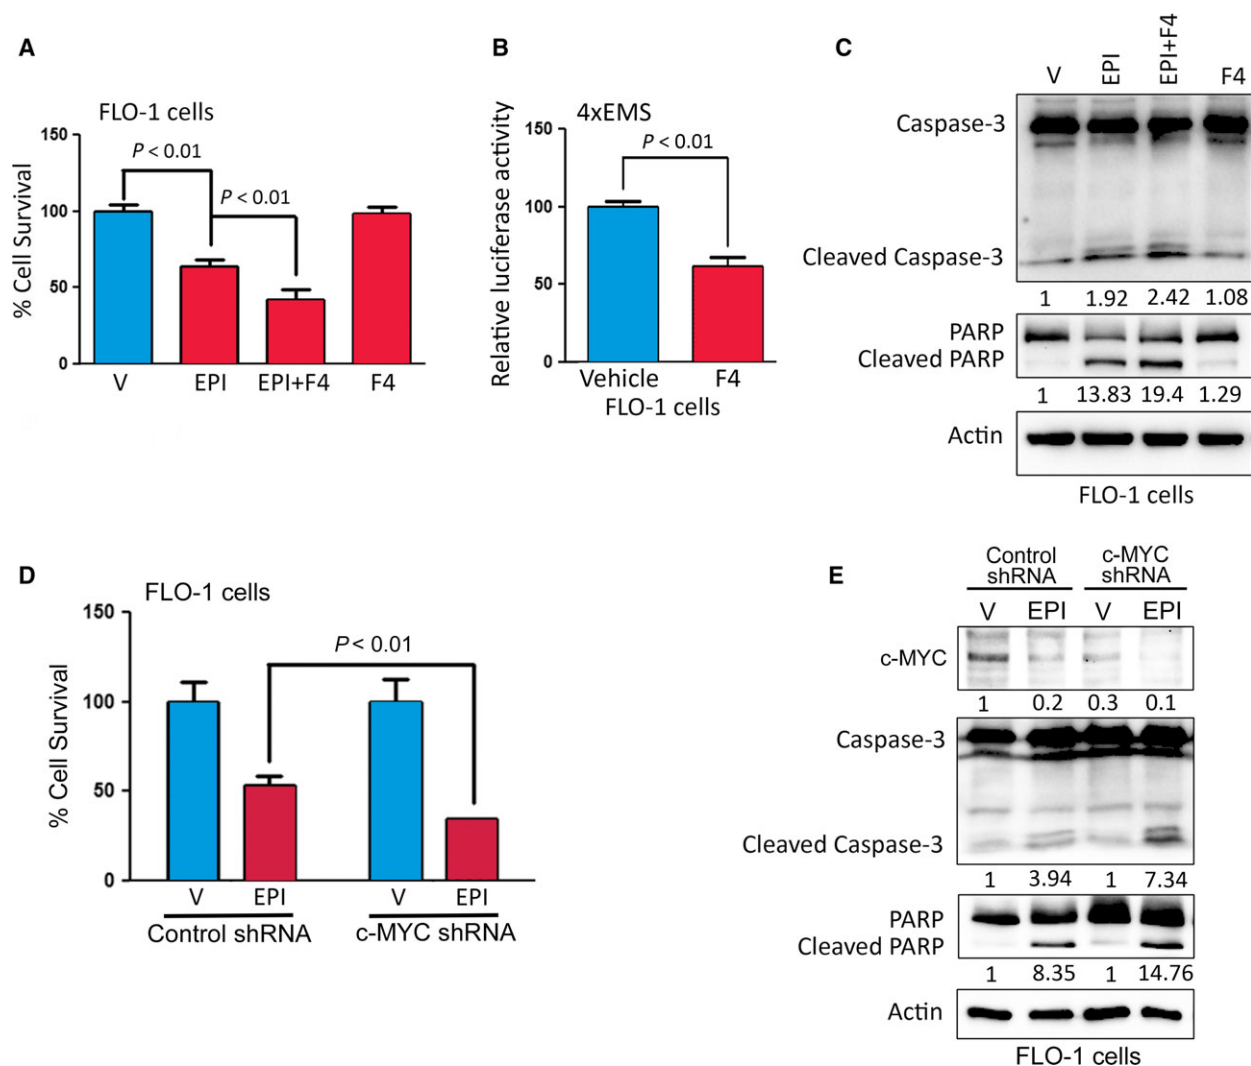 A
FLO-1 cells
% Cell Survival
150
100
50
0
P < 0.01
P < 0.01
V EPI EPI+F4 F4
B
4xEMS
Relative luciferase activity
150
100
50
0
P < 0.01
Vehicle F4
FLO-1 cells
C
V EPI EPI+F4 F4
Caspase-3
Cleaved Caspase-3
1 1.92 2.42 1.08
PARP
Cleaved PARP
1 13.83 19.4 1.29
Actin
FLO-1 cells
D
FLO-1 cells
% Cell Survival
150
100
50
0
P < 0.01
V EPI V EPI
Control shRNA c-MYC shRNA
E
Control c-MYC
shRNA shRNA
V EPI V EPI
c-MYC
1 0.2 0.3 0.1
Caspase-3
Cleaved Caspase-3
1 3.94 1 7.34
PARP
Cleaved PARP
1 8.35 1 14.76
Actin
FLO-1 cells